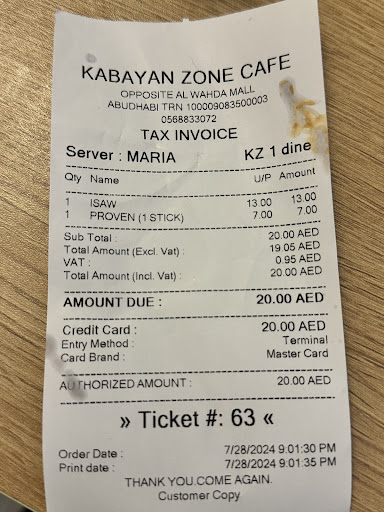 KABAYAN ZONE CAFE
OPPOSITE AL WAHDA MALL
ABUDHABI TRN 100009083500003
0568833072
TAX INVOICE
Server : MARIA KZ 1 dine
Qty Name U/P Amount
1 ISAW 13.00 13.00
1 PROVEN (1 STICK) 7.00 7.00
Sub Total : 20.00 AED
Total Amount (Excl. Vat) : 19.05 AED
VAT : 0.95 AED
Total Amount (Incl. Vat) : 20.00 AED
AMOUNT DUE : 20.00 AED
Credit Card : 20.00 AED
Entry Method : Terminal
Card Brand : Master Card
AUTHORIZED AMOUNT : 20.00 AED
» Ticket #: 63 «
Order Date : 7/28/2024 9:01:30 PM
Print date : 7/28/2024 9:01:35 PM
THANK YOU.COME AGAIN.
Customer Copy